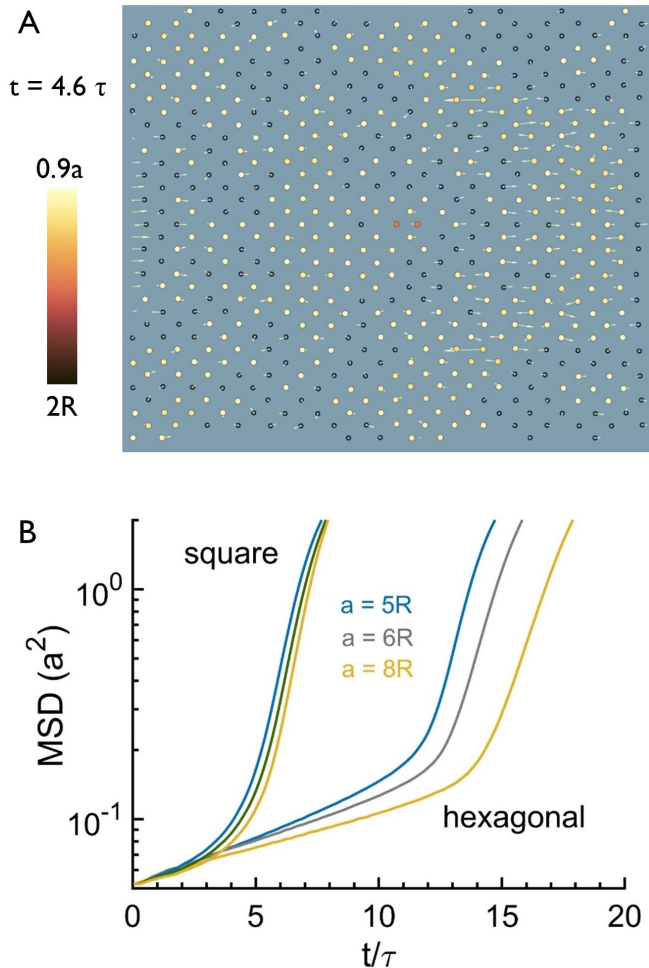 A
t = 4.6 τ
0.9a
2R
B
square
a = 5R
a = 6R
a = 8R
hexagonal
MSD (a²)
10⁰
10⁻¹
0 5 10 15 20
t/τ